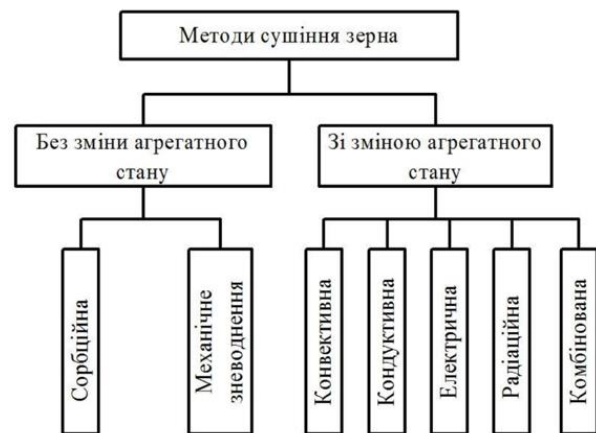 Методи сушіння зерна
Без зміни агрегатного
стану
Зі зміною агрегатного
стану
Сорбційна
Механічне
зневоднення
Конвективна
Кондуктивна
Електрична
Радіаційна
Комбінована